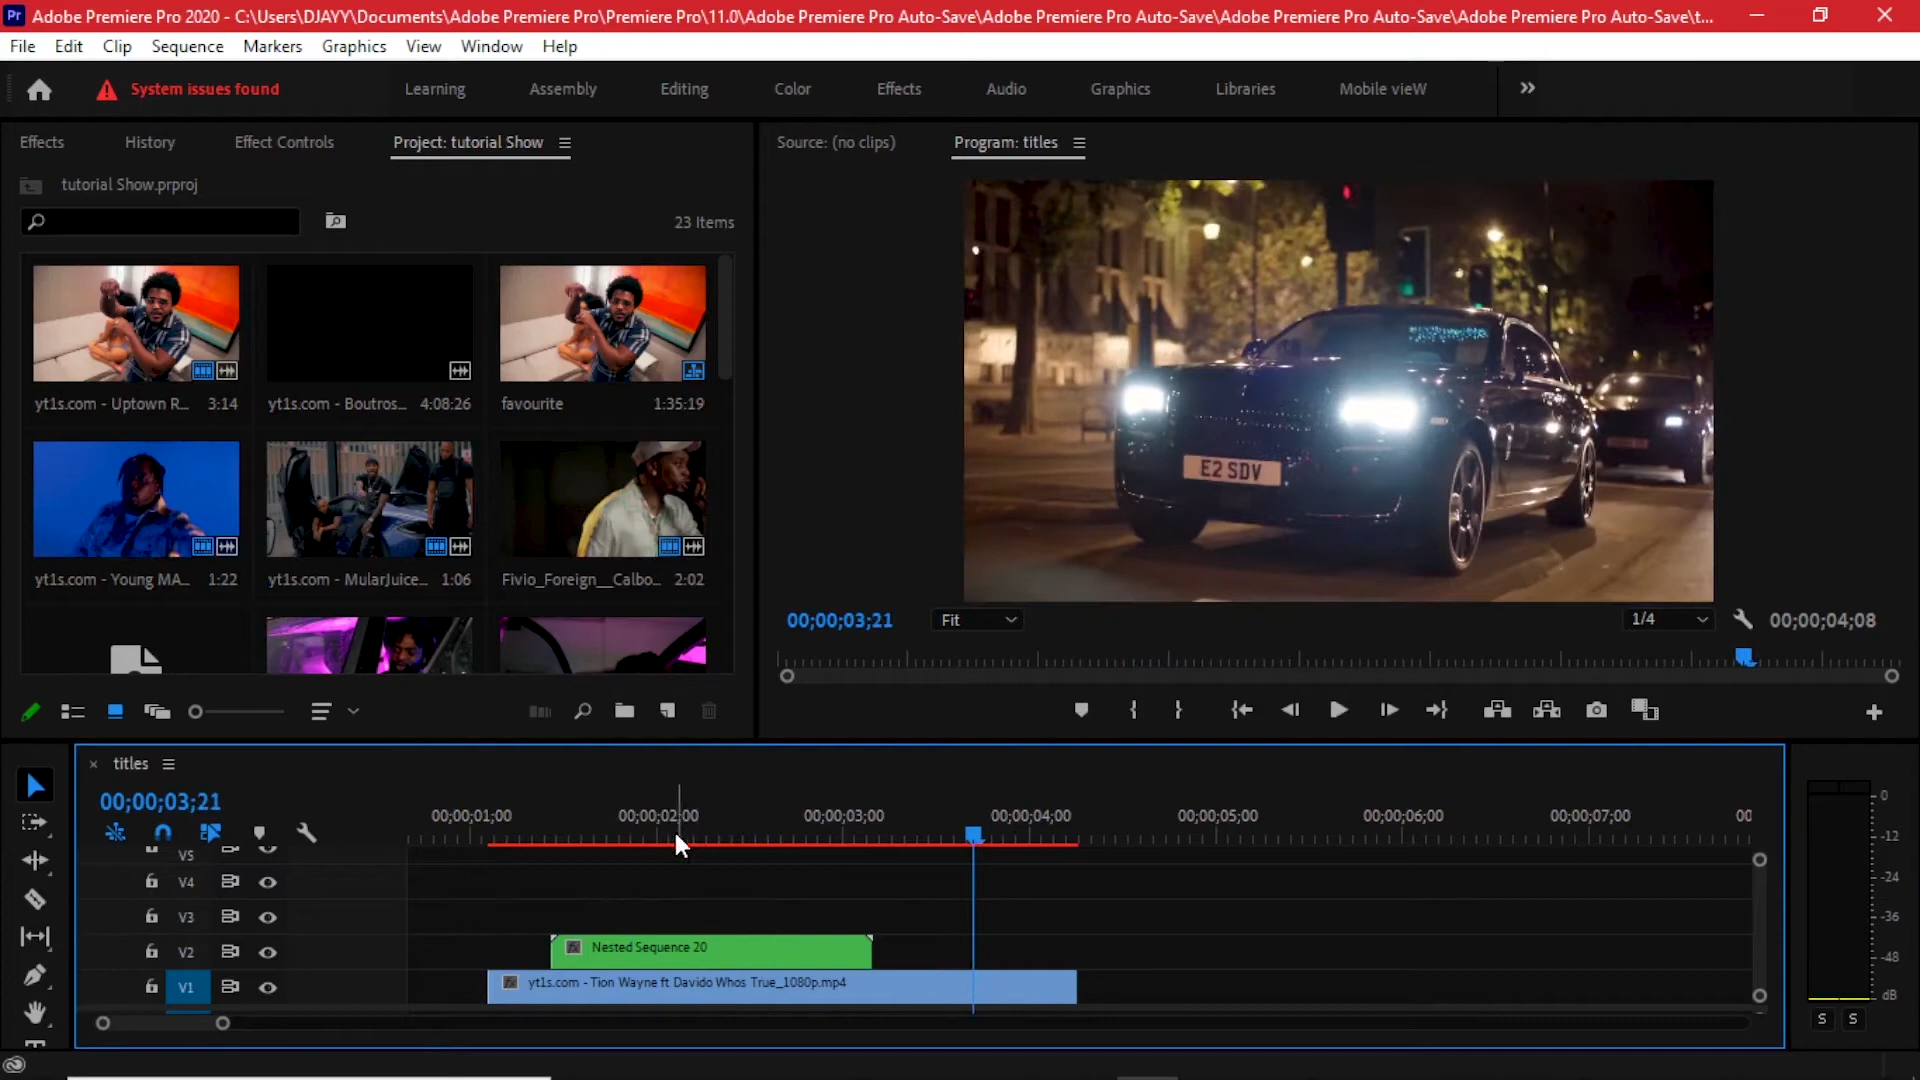 Pr Adobe Premiere Pro 2020 - C:\Users\DJAYY\Documents\Adobe Premiere Pro\Premiere Pro\11.0\Adobe Premiere Pro Auto-Save\Adobe Premiere Pro Auto-Save\Adobe Premiere Pro Auto-Save\Adobe Premiere Pro Auto-Save\t...
File Edit Clip Sequence Markers Graphics View Window Help
System issues found Learning Assembly Editing Color Effects Audio Graphics Libraries Mobile vieW
Effects History Effect Controls Project: tutorial Show Source: (no clips) Program: titles
tutorial Show.prproj
23 Items
yt1s.com - Uptown R... 3:14 yt1s.com - Boutros... 4:08:26 favourite 1:35:19
E2 SDV
yt1s.com - Young MA... 1:22 yt1s.com - MularJuice... 1:06 Fivio_Foreign__Calbo... 2:02
00;00;03;21 Fit 1/4 00;00;04;08
titles
00;00;03;21
00;00;01;00 00;00;02;00 00;00;03;00 00;00;04;00 00;00;05;00 00;00;06;00 00;00;07;00 00
V5
V4
V3
V2 Nested Sequence 20
V1 yt1s.com - Tion Wayne ft Davido Whos True_1080p.mp4
0
-12
-24
-36
-48
dB
S S